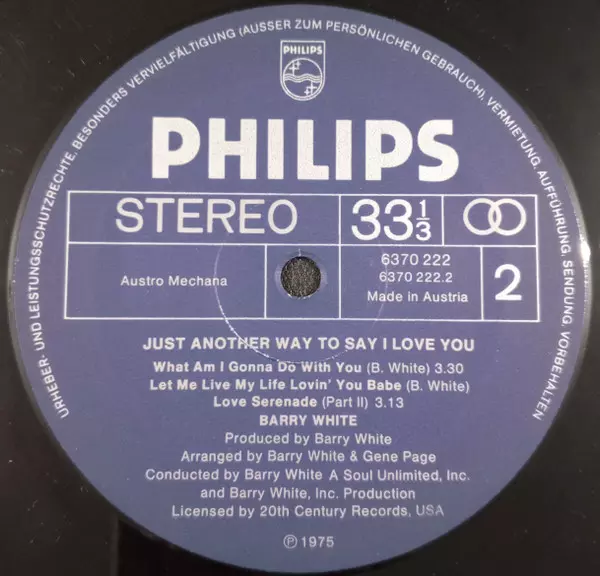 URHEBER- UND LEISTUNGSSCHUTZRECHTE, BESONDERS VERVIELFÄLTIGUNG (AUSSER ZUM PERSÖNLICHEN GEBRAUCH), VERMIETUNG, AUFFÜHRUNG, SENDUNG, VORBEHALTEN
PHILIPS
PHILIPS
STEREO 33 1/3
Austro Mechana
6370 222
6370 222.2
Made in Austria
2
JUST ANOTHER WAY TO SAY I LOVE YOU
What Am I Gonna Do With You (B. White) 3.30
Let Me Live My Life Lovin' You Babe (B. White)
Love Serenade (Part II) 3.13
BARRY WHITE
Produced by Barry White
Arranged by Barry White & Gene Page
Conducted by Barry White A Soul Unlimited, Inc.
and Barry White, Inc. Production
Licensed by 20th Century Records, USA
℗ 1975